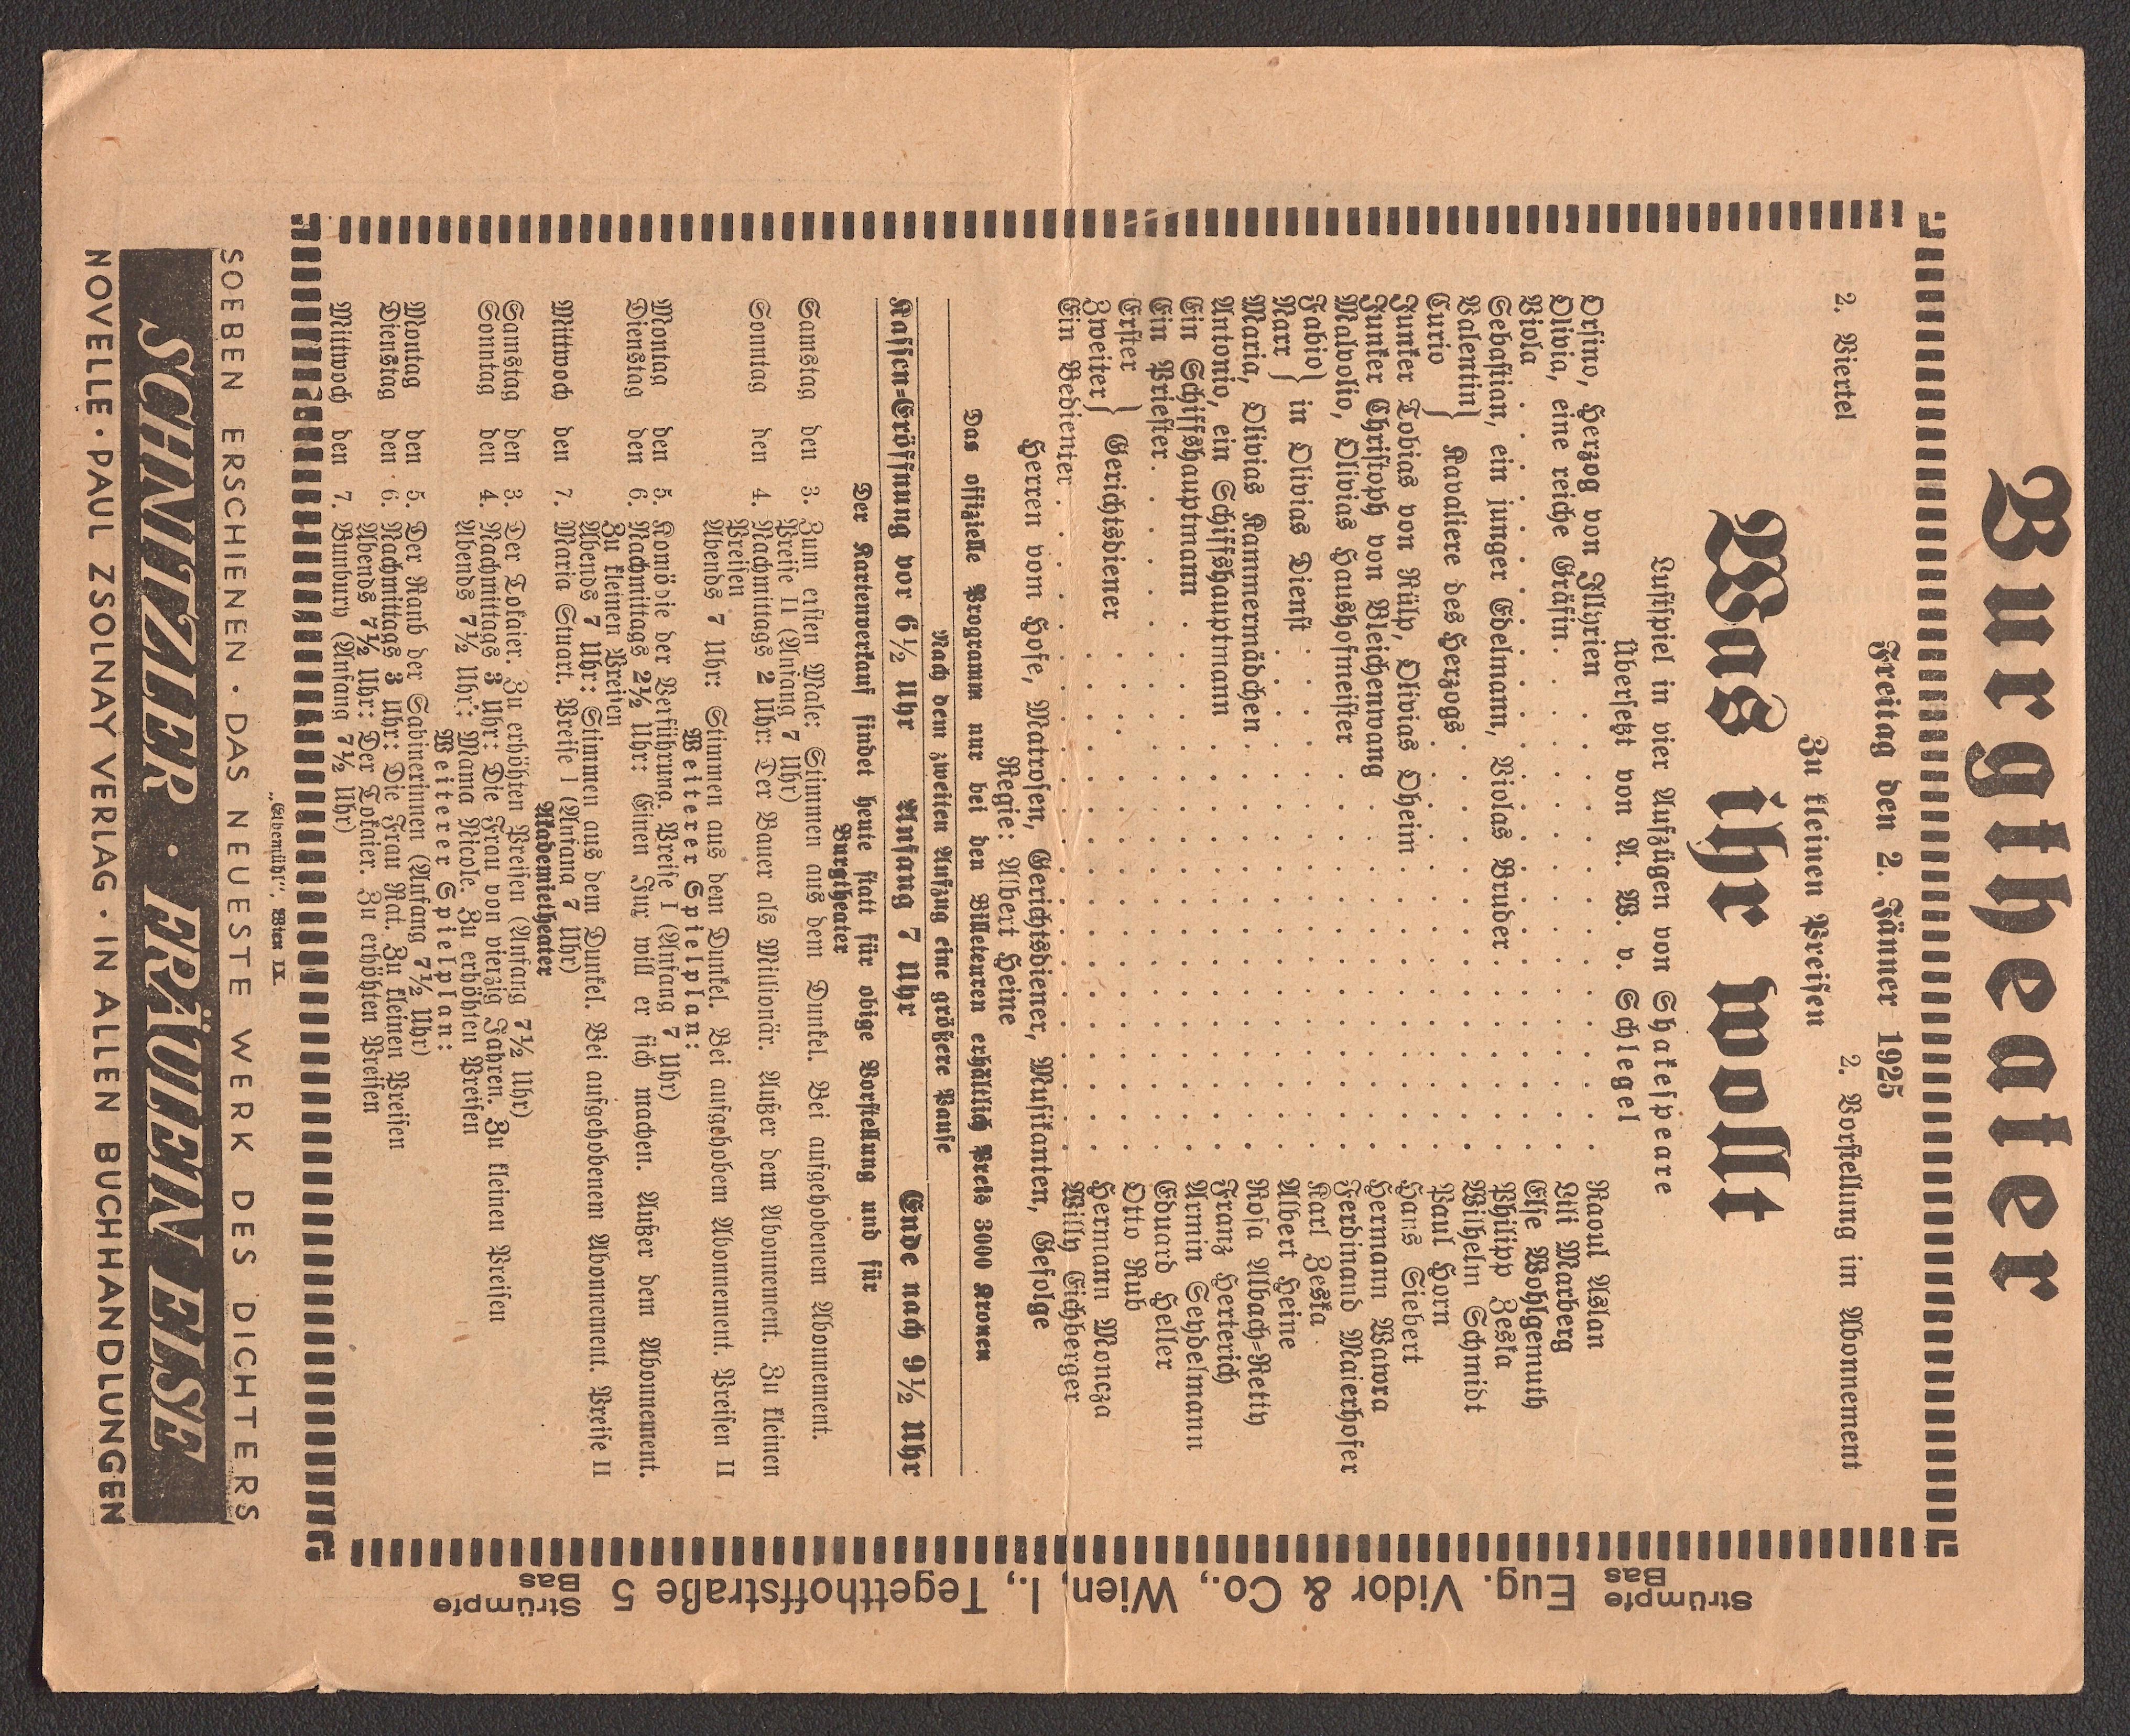 Burgtheater
Freitag den 2. Jänner 1925
2. Viertel 2. Vorstellung im Abonnement
Zu kleinen Preisen
Was ihr wollt
Lustspiel in vier Aufzügen von Shakespeare
Übersetzt von A. W. v. Schlegel
Orsino, Herzog von Illyrien . . . Raoul Aslan
Olivia, eine reiche Gräfin . . . Lili Marberg
Viola . . . Else Wohlgemuth
Sebastian, ein junger Edelmann, Violas Bruder . . . Philipp Zeska
Valentin } Kavaliere des Herzogs . . . Wilhelm Schmidt
Curio } Paul Horn
Junker Tobias von Rülp, Olivias Oheim . . . Hans Siebert
Junker Christoph von Bleichenwang . . . Hermann Wawra
Malvolio, Olivias Haushofmeister . . . Ferdinand Maierhofer
Fabio } in Olivias Dienst . . . Karl Zeska
Narr } Albert Heine
Maria, Olivias Kammermädchen . . . Rosa Albach=Retty
Antonio, ein Schiffshauptmann . . . Franz Herterich
Ein Schiffshauptmann . . . Armin Seydelmann
Ein Priester . . . Eduard Heller
Erster } Gerichtsdiener . . . Otto Rub
Zweiter } Hermann Moncza
Ein Bedienter . . . Willy Eichberger
Herren vom Hofe, Matrosen, Gerichtsdiener, Musikanten, Gefolge
Regie: Albert Heine
Das offizielle Programm nur bei den Billeteuren erhältlich Preis 3000 Kronen
Nach dem zweiten Aufzug eine größere Pause
Kassen=Eröffnung vor 6½ Uhr Anfang 7 Uhr Ende nach 9½ Uhr
Der Kartenverkauf findet heute statt für obige Vorstellung und für
Burgtheater
Samstag den 3. Zum ersten Male: Stimmen aus dem Dunkel. Bei aufgehobenem Abonnement.
Preise II (Anfang 7 Uhr)
Sonntag den 4. Nachmittags 2 Uhr: Der Bauer als Millionär. Außer dem Abonnement. Zu kleinen
Preisen
Abends 7 Uhr: Stimmen aus dem Dunkel. Bei aufgehobem Abonnement. Preisen II
Weiterer Spielplan:
Montag den 5. Komödie der Verführung. Preise I (Anfang 7 Uhr)
Dienstag den 6. Nachmittags 2½ Uhr: Einen Jux will er sich machen. Außer dem Abonnement.
Zu kleinen Preisen
Abends 7 Uhr: Stimmen aus dem Dunkel. Bei aufgehobenem Abonnement. Preise II
Mittwoch den 7. Maria Stuart. Preise I (Anfang 7 Uhr)
Akademietheater
Samstag den 3. Der Tokaier. Zu erhöhten Preisen (Anfang 7½ Uhr)
Sonntag den 4. Nachmittags 3 Uhr: Die Frau von vierzig Jahren. Zu kleinen Preisen
Abends 7½ Uhr: Mama Nicole. Zu erhöhten Preisen
Weiterer Spielplan:
Montag den 5. Der Raub der Sabinerinnen (Anfang 7½ Uhr)
Dienstag den 6. Nachmittags 3 Uhr: Die Frau Rat. Zu kleinen Preisen
Abends 7½ Uhr: Der Tokaier. Zu erhöhten Preisen
Mittwoch den 7. Bunbury (Anfang 7½ Uhr)
„Elbemühl“, Wien IX.
SOEBEN ERSCHIENEN · DAS NEUESTE WERK DES DICHTERS
SCHNITZLER · FRÄULEIN ELSE
NOVELLE · PAUL ZSOLNAY VERLAG · IN ALLEN BUCHHANDLUNGEN
Strümpfe Bas Eug. Vidor & Co., Wien, I., Tegetthoffstraße 5 Strümpfe Bas